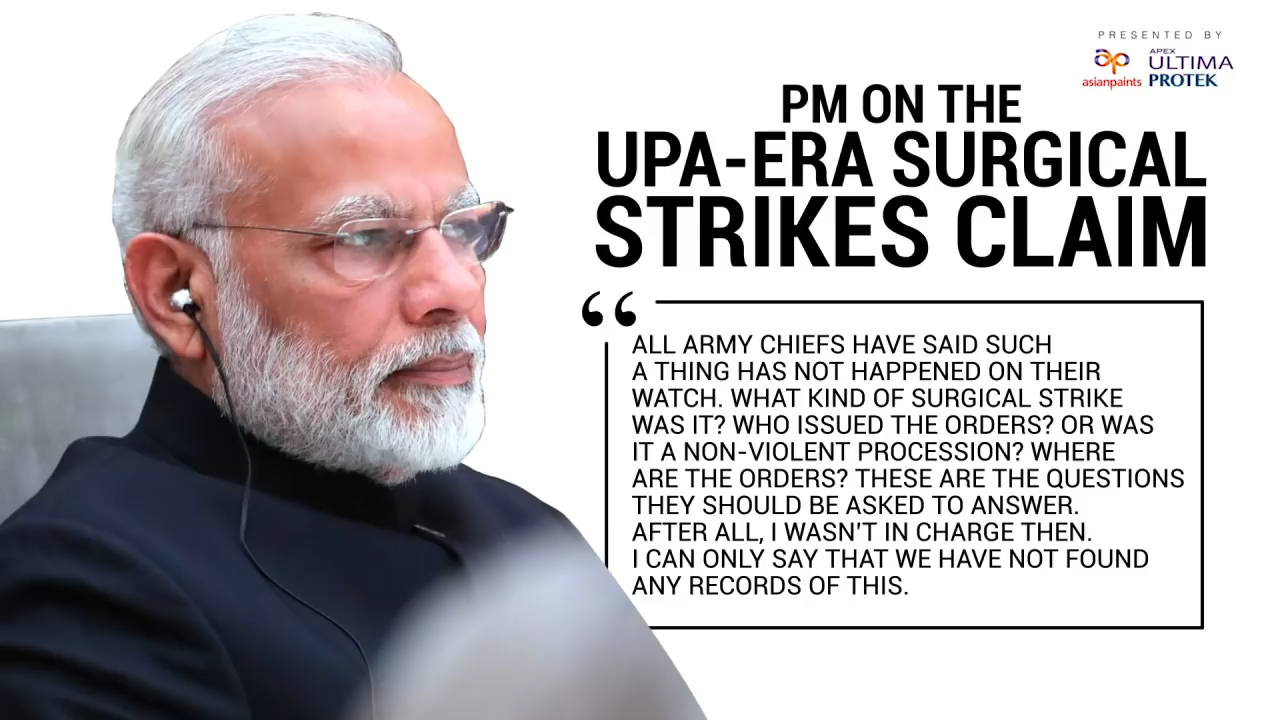 PRESENTED BY
ap
asianpaints
APEX
ULTIMA
PROTEK
PM ON THE
UPA-ERA SURGICAL
STRIKES CLAIM
“
ALL ARMY CHIEFS HAVE SAID SUCH
A THING HAS NOT HAPPENED ON THEIR
WATCH. WHAT KIND OF SURGICAL STRIKE
WAS IT? WHO ISSUED THE ORDERS? OR WAS
IT A NON-VIOLENT PROCESSION? WHERE
ARE THE ORDERS? THESE ARE THE QUESTIONS
THEY SHOULD BE ASKED TO ANSWER.
AFTER ALL, I WASN'T IN CHARGE THEN.
I CAN ONLY SAY THAT WE HAVE NOT FOUND
ANY RECORDS OF THIS.